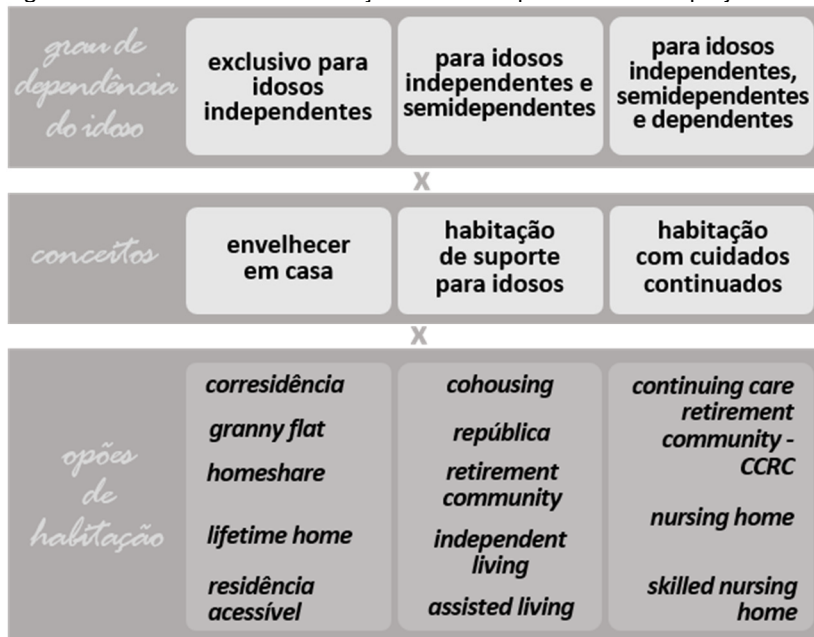 grau de
dependência
do idoso
exclusivo para
idosos
independentes
para idosos
independentes e
semidependentes
para idosos
independentes,
semidependentes
e dependentes
X
conceitos
envelhecer
em casa
habitação
de suporte
para idosos
habitação
com cuidados
continuados
X
opões
de
habitação
corresidência
granny flat
homeshare
lifetime home
residência
acessível
cohousing
república
retirement
community
independent
living
assisted living
continuing care
retirement
community -
CCRC
nursing home
skilled nursing
home